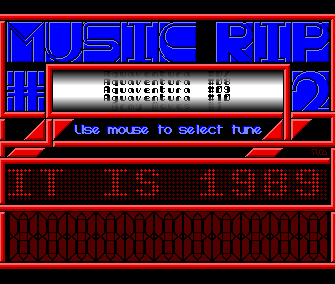 MUSIC RIP
# 2
Aquaventura #08
Aquaventura #09
Aquaventura #10
Use mouse to select tune
IT IS 1989